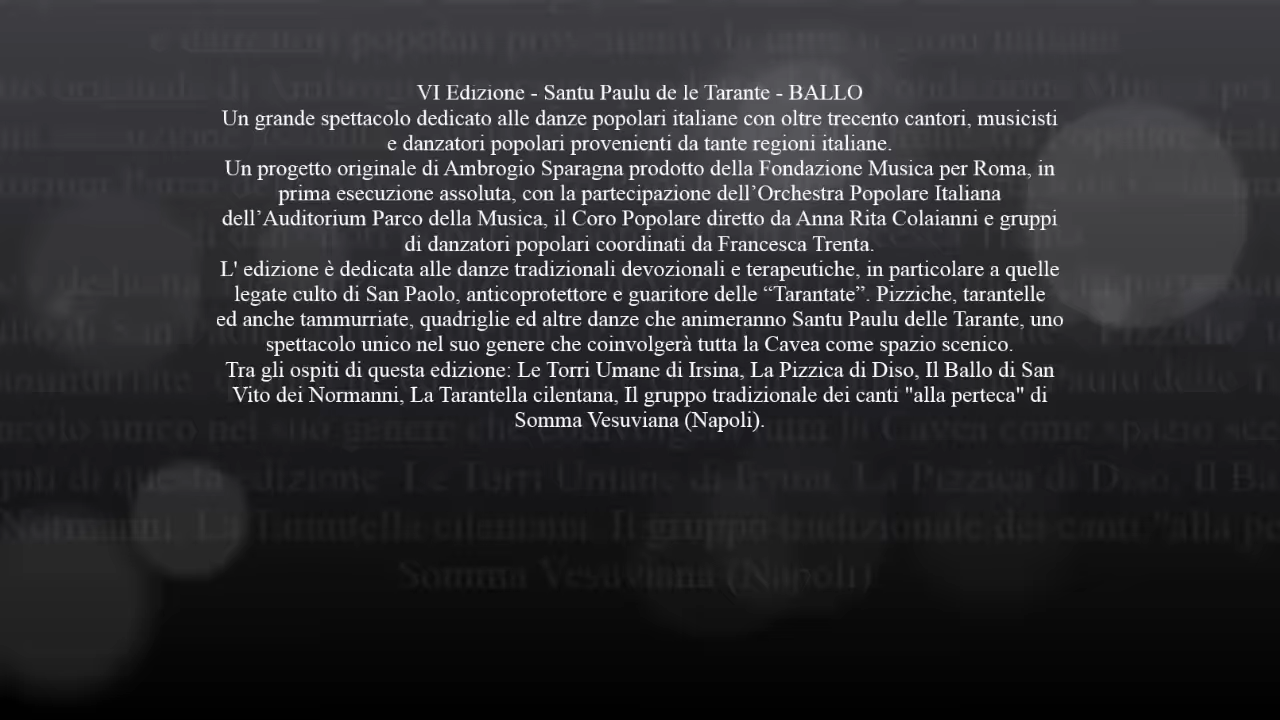 VI Edizione - Santu Paulu de le Tarante - BALLO
Un grande spettacolo dedicato alle danze popolari italiane con oltre trecento cantori, musicisti
e danzatori popolari provenienti da tante regioni italiane.
Un progetto originale di Ambrogio Sparagna prodotto della Fondazione Musica per Roma, in
prima esecuzione assoluta, con la partecipazione dell’Orchestra Popolare Italiana
dell’Auditorium Parco della Musica, il Coro Popolare diretto da Anna Rita Colaianni e gruppi
di danzatori popolari coordinati da Francesca Trenta.
L' edizione è dedicata alle danze tradizionali devozionali e terapeutiche, in particolare a quelle
legate culto di San Paolo, anticoprotettore e guaritore delle “Tarantate”. Pizziche, tarantelle
ed anche tammurriate, quadriglie ed altre danze che animeranno Santu Paulu delle Tarante, uno
spettacolo unico nel suo genere che coinvolgerà tutta la Cavea come spazio scenico.
Tra gli ospiti di questa edizione: Le Torri Umane di Irsina, La Pizzica di Diso, Il Ballo di San
Vito dei Normanni, La Tarantella cilentana, Il gruppo tradizionale dei canti "alla perteca" di
Somma Vesuviana (Napoli).